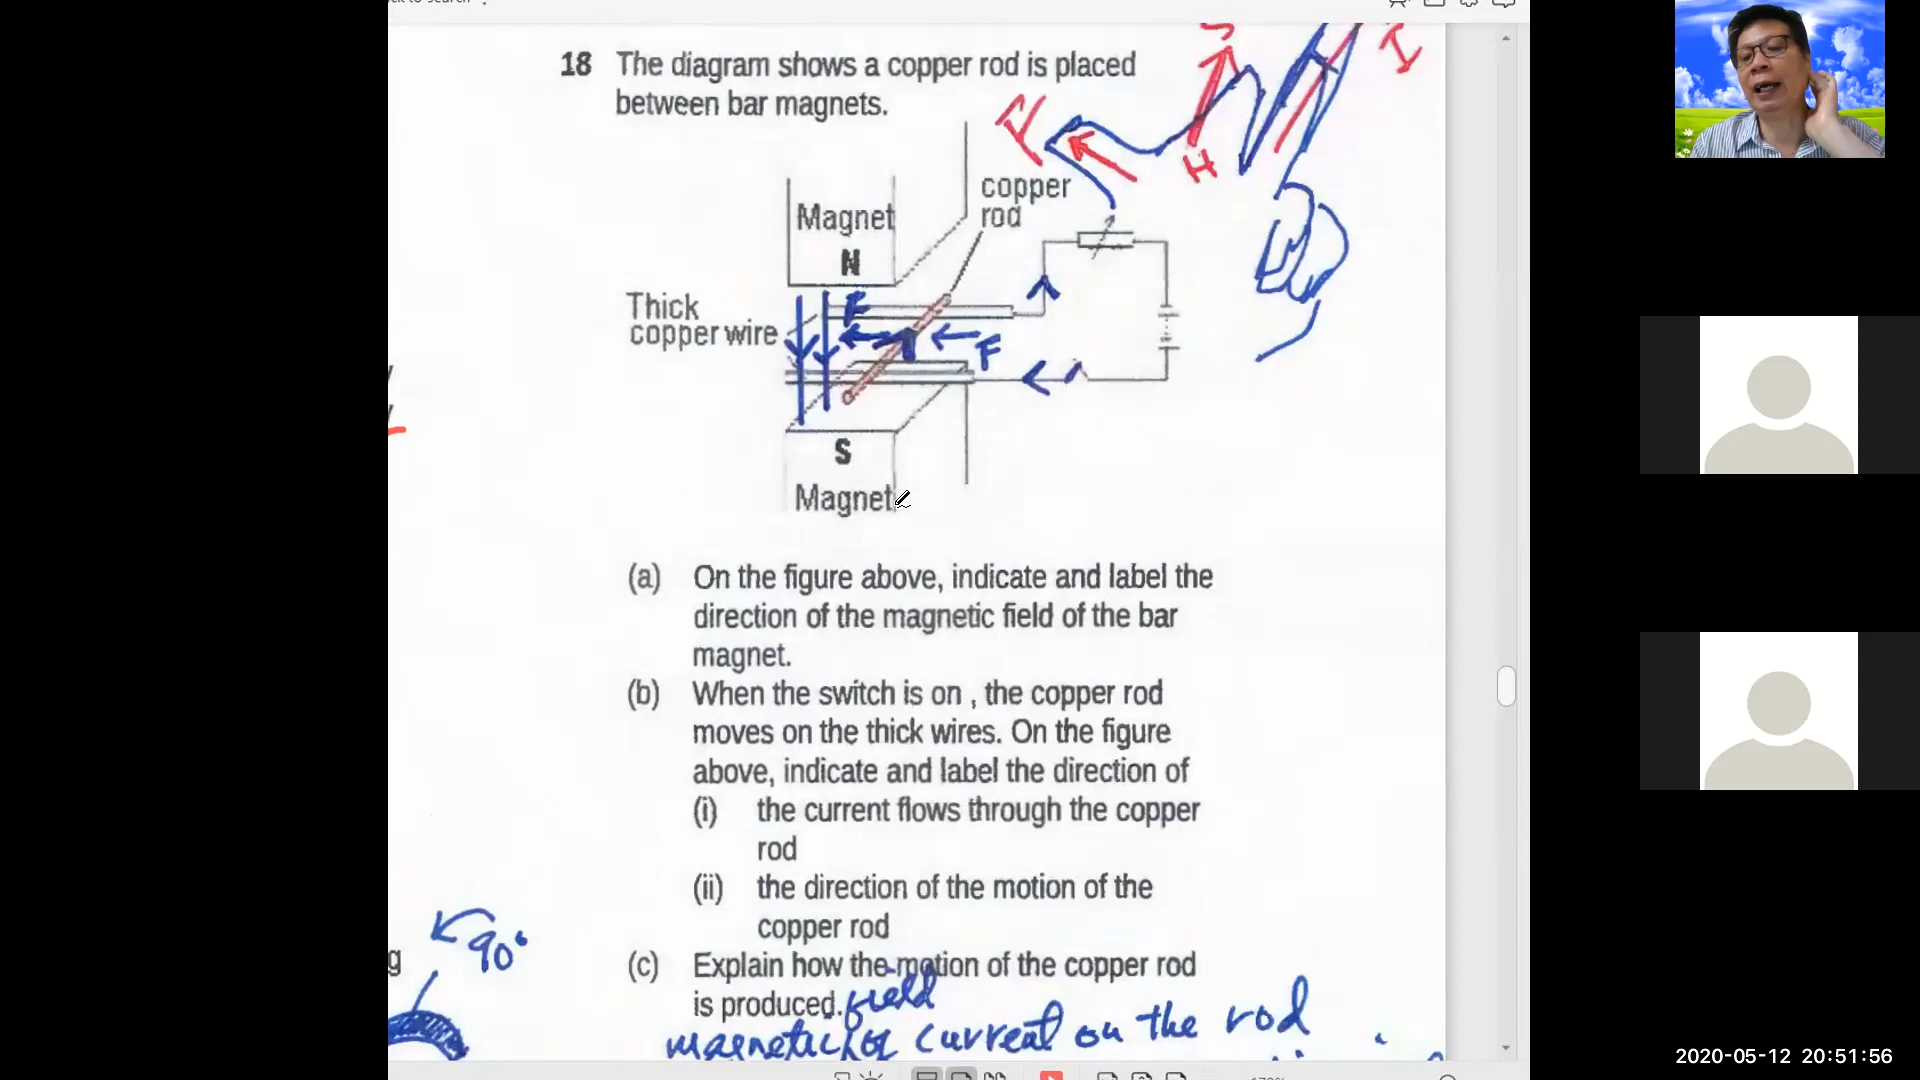 18 The diagram shows a copper rod is placed
between bar magnets.
F
H
I
copper
rod
Magnet
N
Thick
copper wire
F
F
S
Magnet
(a) On the figure above, indicate and label the
direction of the magnetic field of the bar
magnet.
(b) When the switch is on , the copper rod
moves on the thick wires. On the figure
above, indicate and label the direction of
(i) the current flows through the copper
rod
(ii) the direction of the motion of the
copper rod
90°
g
(c) Explain how the motion of the copper rod
is produced. field
magnetic of current on the rod
2020-05-12 20:51:56